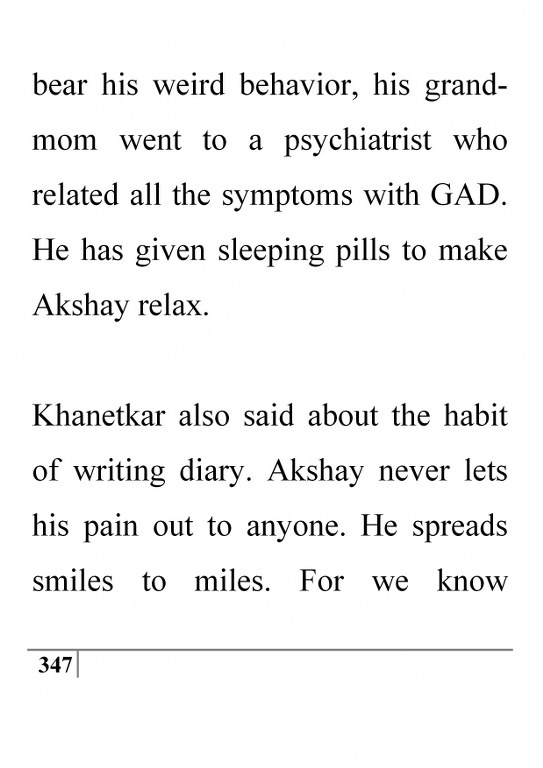 bear his weird behavior, his grand-
mom went to a psychiatrist who
related all the symptoms with GAD.
He has given sleeping pills to make
Akshay relax.
Khanetkar also said about the habit
of writing diary. Akshay never lets
his pain out to anyone. He spreads
smiles to miles. For we know
347